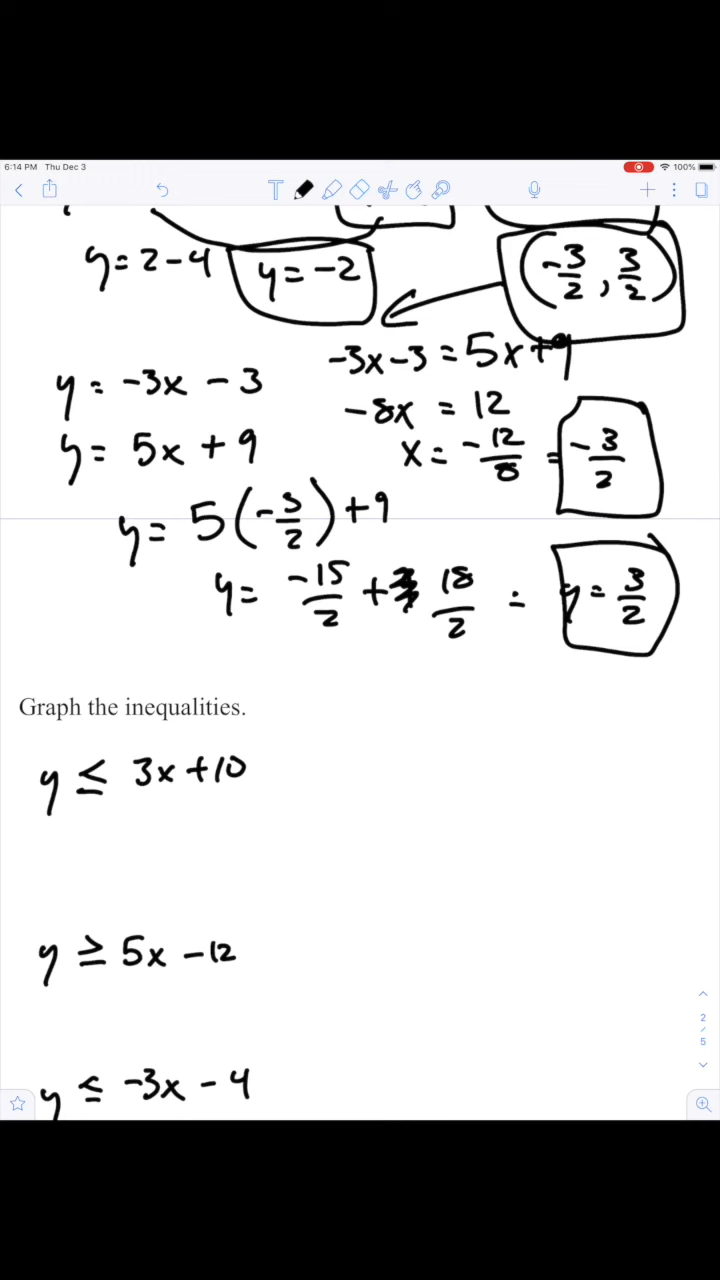 6:14 PM Thu Dec 3 100%
y = 2 - 4 y = -2 (-3/2, 3/2)
-3x - 3 = 5x + 9
y = -3x - 3
-8x = 12
y = 5x + 9 x = -12/8 = -3/2
y = 5(-3/2) + 9
y = -15/2 + 18/2 = y = 3/2
Graph the inequalities.
y ≤ 3x + 10
y ≥ 5x - 12
2
/
5
y ≤ -3x - 4